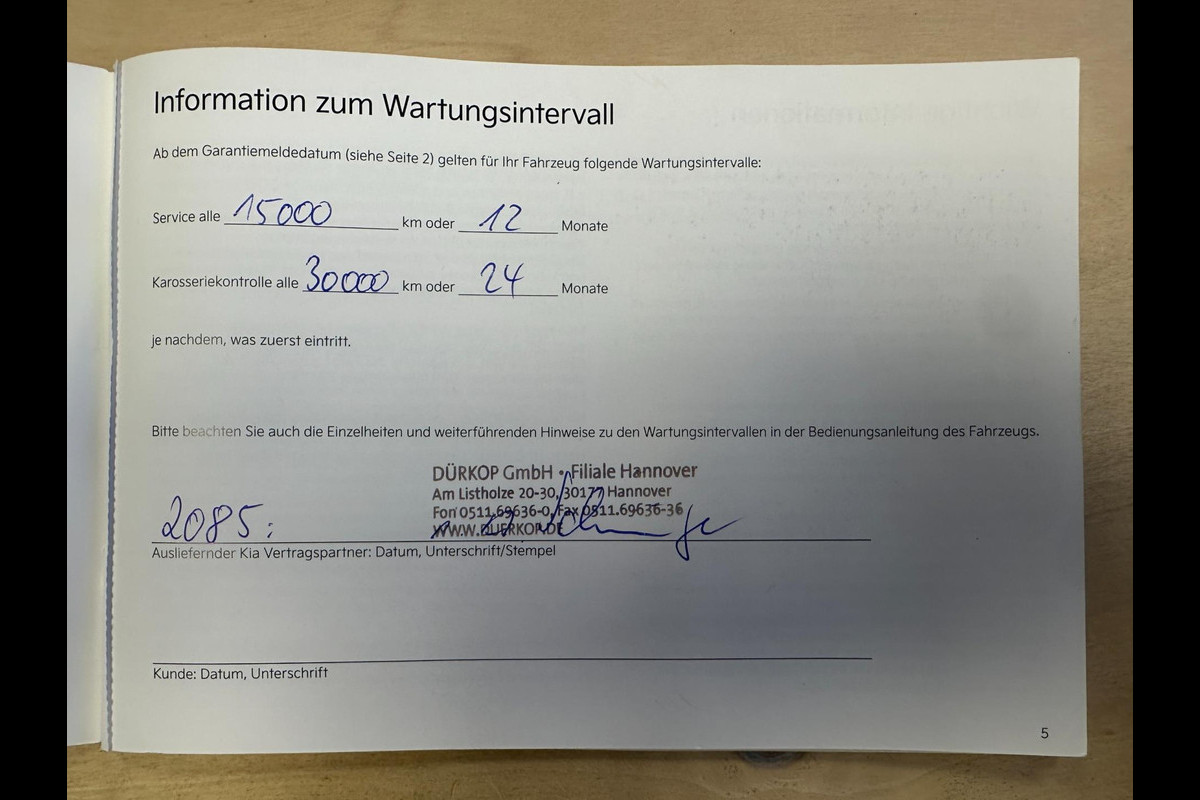 Information zum Wartungsintervall
Ab dem Garantiemeldedatum (siehe Seite 2) gelten für Ihr Fahrzeug folgende Wartungsintervalle:
Service alle 15000 km oder 12 Monate
Karosseriekontrolle alle 30000 km oder 24 Monate
je nachdem, was zuerst eintritt.
Bitte beachten Sie auch die Einzelheiten und weiterführenden Hinweise zu den Wartungsintervallen in der Bedienungsanleitung des Fahrzeugs.
DÜRKOP GmbH • Filiale Hannover
Am Listholze 20-30, 30177 Hannover
Fon 0511.69636-0, Fax 0511.69636-36
WWW.DUERKOP.DE
2085:
Ausliefernder Kia Vertragspartner: Datum, Unterschrift/Stempel
Kunde: Datum, Unterschrift
5